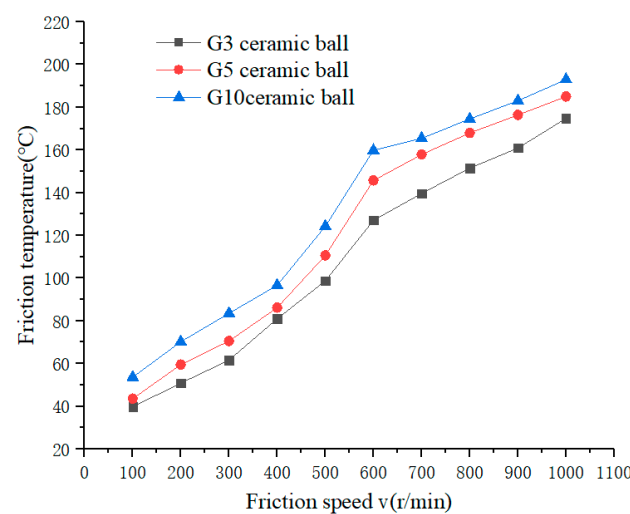 220
200
180
160
140
120
100
80
60
40
20
Friction temperature(℃)
G3 ceramic ball
G5 ceramic ball
G10ceramic ball
0 100 200 300 400 500 600 700 800 900 1000 1100
Friction speed v(r/min)